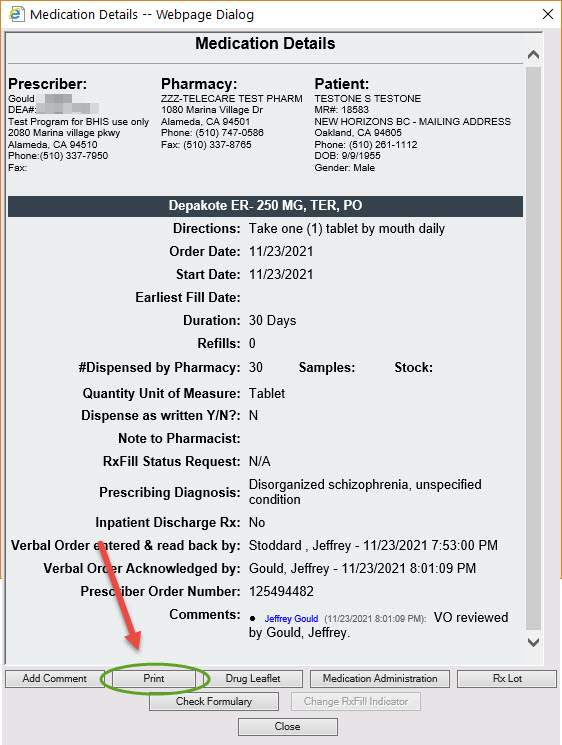 Medication Details -- Webpage Dialog
Medication Details
Prescriber:
Gould
DEA#:
Test Program for BHIS use only
2080 Marina village pkwy
Alameda, CA 94510
Phone:(510) 337-7950
Fax:
Pharmacy:
ZZZ-TELECARE TEST PHARM
1080 Marina Village Dr
Alameda, CA 94501
Phone: (510) 747-0586
Fax: (510) 337-8765
Patient:
TESTONE S TESTONE
MR#: 18583
NEW HORIZONS BC - MAILING ADDRESS
Oakland, CA 94605
Phone: (510) 261-1112
DOB: 9/9/1955
Gender: Male
Depakote ER- 250 MG, TER, PO
Directions: Take one (1) tablet by mouth daily
Order Date: 11/23/2021
Start Date: 11/23/2021
Earliest Fill Date:
Duration: 30 Days
Refills: 0
#Dispensed by Pharmacy: 30 Samples: Stock:
Quantity Unit of Measure: Tablet
Dispense as written Y/N?: N
Note to Pharmacist:
RxFill Status Request: N/A
Prescribing Diagnosis: Disorganized schizophrenia, unspecified
condition
Inpatient Discharge Rx: No
Verbal Order entered & read back by: Stoddard , Jeffrey - 11/23/2021 7:53:00 PM
Verbal Order Acknowledged by: Gould, Jeffrey - 11/23/2021 8:01:09 PM
Prescriber Order Number: 125494482
Comments: • Jeffrey Gould (11/23/2021 8:01:09 PM): VO reviewed
by Gould, Jeffrey.
Add Comment Print Drug Leaflet Medication Administration Rx Lot
Check Formulary Change RxFill Indicator
Close